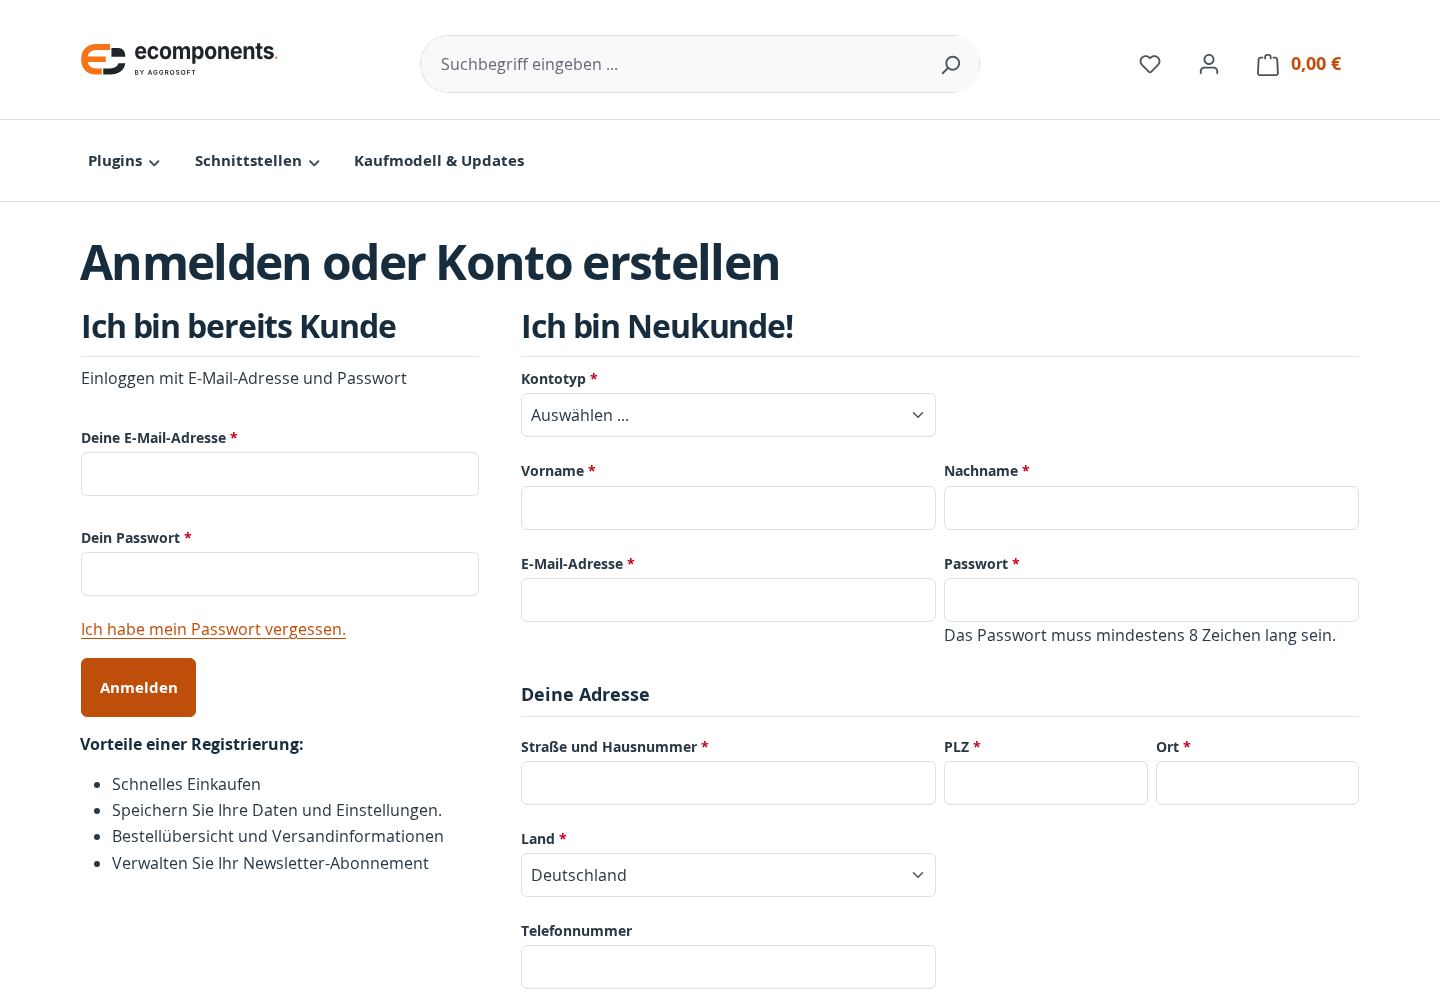 ecomponents.
BY AGGROSOFT
Suchbegriff eingeben ...
0,00 €
Plugins
Schnittstellen
Kaufmodell & Updates
Anmelden oder Konto erstellen
Ich bin bereits Kunde
Einloggen mit E-Mail-Adresse und Passwort
Deine E-Mail-Adresse *
Dein Passwort *
Ich habe mein Passwort vergessen.
Anmelden
Vorteile einer Registrierung:
Schnelles Einkaufen
Speichern Sie Ihre Daten und Einstellungen.
Bestellübersicht und Versandinformationen
Verwalten Sie Ihr Newsletter-Abonnement
Ich bin Neukunde!
Kontotyp *
Auswählen ...
Vorname *
Nachname *
E-Mail-Adresse *
Passwort *
Das Passwort muss mindestens 8 Zeichen lang sein.
Deine Adresse
Straße und Hausnummer *
PLZ *
Ort *
Land *
Deutschland
Telefonnummer